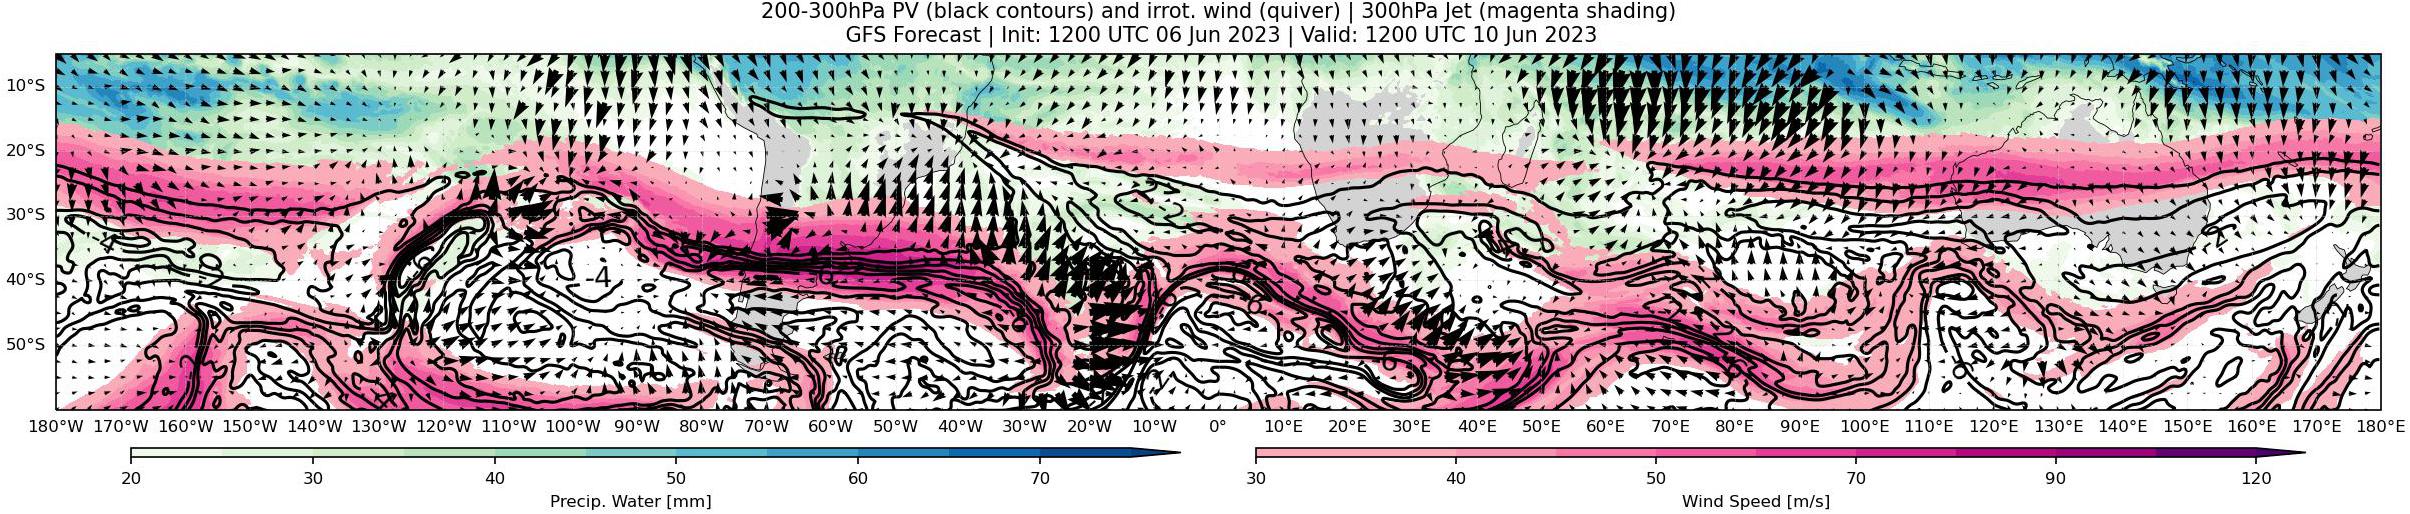 200-300hPa PV (black contours) and irrot. wind (quiver) | 300hPa Jet (magenta shading)
GFS Forecast | Init: 1200 UTC 06 Jun 2023 | Valid: 1200 UTC 10 Jun 2023
10°S
20°S
30°S
40°S
50°S
-4
180°W 170°W 160°W 150°W 140°W 130°W 120°W 110°W 100°W 90°W 80°W 70°W 60°W 50°W 40°W 30°W 20°W 10°W 0° 10°E 20°E 30°E 40°E 50°E 60°E 70°E 80°E 90°E 100°E 110°E 120°E 130°E 140°E 150°E 160°E 170°E 180°E
20 30 40 50 60 70
Precip. Water [mm]
30 40 50 70 90 120
Wind Speed [m/s]